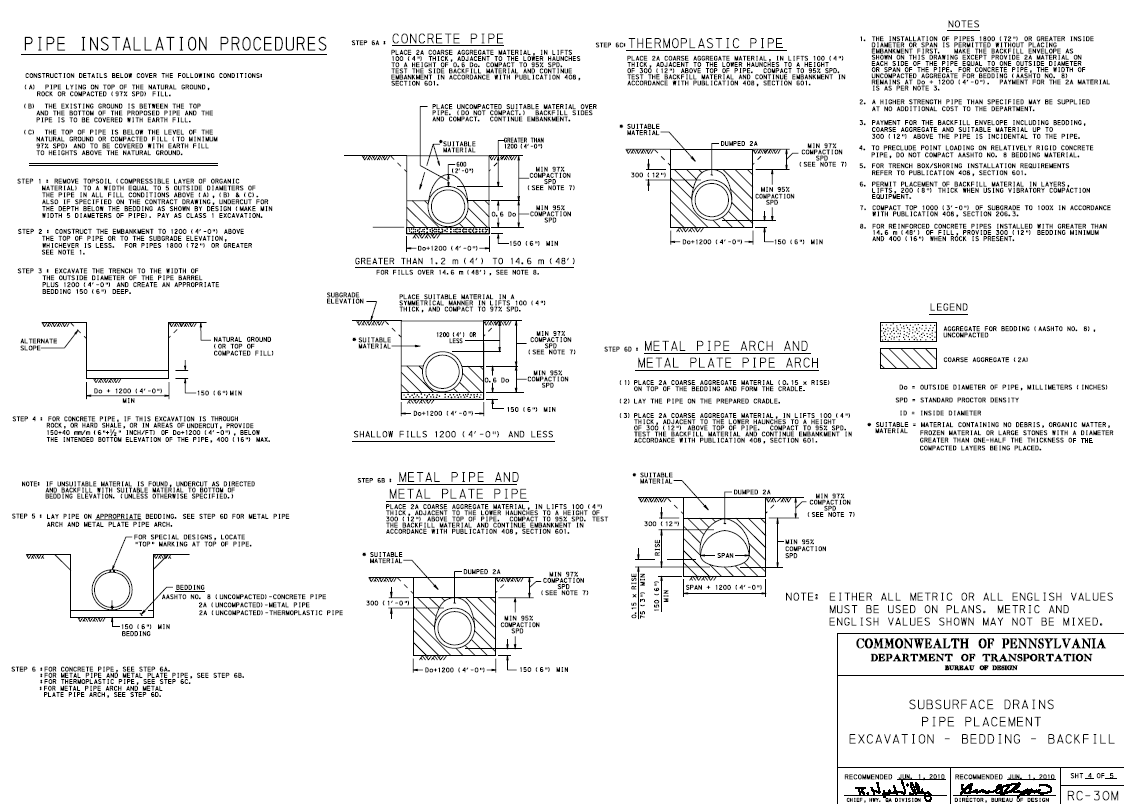 PIPE INSTALLATION PROCEDURES
CONSTRUCTION DETAILS BELOW COVER THE FOLLOWING CONDITIONS:
(A) PIPE LYING ON TOP OF THE NATURAL GROUND,
ROCK OR COMPACTED (97% SPD) FILL.
(B) THE EXISTING GROUND IS BETWEEN THE TOP
AND THE BOTTOM OF THE PROPOSED PIPE AND THE
PIPE IS TO BE COVERED WITH EARTH FILL.
(C) THE TOP OF PIPE IS BELOW THE LEVEL OF THE
NATURAL GROUND OR COMPACTED FILL (TO MINIMUM
97% SPD) AND TO BE COVERED WITH EARTH FILL
TO HEIGHTS ABOVE THE NATURAL GROUND.
STEP 1 : REMOVE TOPSOIL (COMPRESSIBLE LAYER OF ORGANIC
MATERIAL) TO A WIDTH EQUAL TO 5 OUTSIDE DIAMETERS OF
THE PIPE IN ALL FILL CONDITIONS ABOVE (A), (B) & (C).
ALSO IF SPECIFIED ON THE CONTRACT DRAWING, UNDERCUT FOR
THE DEPTH BELOW THE BEDDING AS SHOWN BY DESIGN (MAKE MIN
WIDTH 5 DIAMETERS OF PIPE). PAY AS CLASS 1 EXCAVATION.
STEP 2 : CONSTRUCT THE EMBANKMENT TO 1200 (4'-0") ABOVE
THE TOP OF PIPE OR TO THE SUBGRADE ELEVATION,
WHICHEVER IS LESS. FOR PIPES 1800 (72") OR GREATER
SEE NOTE 1.
STEP 3 : EXCAVATE THE TRENCH TO THE WIDTH OF
THE OUTSIDE DIAMETER OF THE PIPE BARREL
PLUS 1200 (4'-0") AND CREATE AN APPROPRIATE
BEDDING 150 (6") DEEP.
ALTERNATE
SLOPE
NATURAL GROUND
(OR TOP OF
COMPACTED FILL)
Do + 1200 (4'-0")
MIN
150 (6") MIN
STEP 4 : FOR CONCRETE PIPE, IF THIS EXCAVATION IS THROUGH
ROCK, OR HARD SHALE, OR IN AREAS OF UNDERCUT, PROVIDE
150+40 mm/m (6"+½" INCH/FT) OF Do+1200 (4'-0"), BELOW
THE INTENDED BOTTOM ELEVATION OF THE PIPE, 400 (16") MAX.
NOTE: IF UNSUITABLE MATERIAL IS FOUND, UNDERCUT AS DIRECTED
AND BACKFILL WITH SUITABLE MATERIAL TO BOTTOM OF
BEDDING ELEVATION. (UNLESS OTHERWISE SPECIFIED.)
STEP 5 : LAY PIPE ON APPROPRIATE BEDDING. SEE STEP 6D FOR METAL PIPE
ARCH AND METAL PLATE PIPE ARCH.
FOR SPECIAL DESIGNS, LOCATE
"TOP" MARKING AT TOP OF PIPE.
BEDDING
AASHTO NO. 8 (UNCOMPACTED)-CONCRETE PIPE
2A (UNCOMPACTED)-METAL PIPE
2A (UNCOMPACTED)-THERMOPLASTIC PIPE
150 (6") MIN
BEDDING
STEP 6 :FOR CONCRETE PIPE, SEE STEP 6A.
:FOR METAL PIPE AND METAL PLATE PIPE, SEE STEP 6B.
:FOR THERMOPLASTIC PIPE, SEE STEP 6C.
:FOR METAL PIPE ARCH AND METAL
PLATE PIPE ARCH, SEE STEP 6D.
STEP 6A : CONCRETE PIPE
PLACE 2A COARSE AGGREGATE MATERIAL, IN LIFTS
100 (4") THICK, ADJACENT TO THE LOWER HAUNCHES
TO A HEIGHT OF 0.6 Do. COMPACT TO 95% SPD.
TEST THE SIDE BACKFILL MATERIAL AND CONTINUE
EMBANKMENT IN ACCORDANCE WITH PUBLICATION 408,
SECTION 601.
PLACE UNCOMPACTED SUITABLE MATERIAL OVER
PIPE. (DO NOT COMPACT.) BACKFILL SIDES
AND COMPACT. CONTINUE EMBANKMENT.
*SUITABLE
MATERIAL
GREATER THAN
1200 (4'-0")
600
(2'-0")
MIN 97%
COMPACTION
SPD
(SEE NOTE 7)
0.6 Do
MIN 95%
COMPACTION
SPD
150 (6") MIN
Do+1200 (4'-0")
GREATER THAN 1.2 m (4') TO 14.6 m (48')
FOR FILLS OVER 14.6 m (48'), SEE NOTE 8.
SUBGRADE
ELEVATION
PLACE SUITABLE MATERIAL IN A
SYMMETRICAL MANNER IN LIFTS 100 (4")
THICK, AND COMPACT TO 97% SPD.
* SUITABLE
MATERIAL
1200 (4') OR
LESS
MIN 97%
COMPACTION
SPD
(SEE NOTE 7)
0.6 Do
MIN 95%
COMPACTION
SPD
150 (6") MIN
Do+1200 (4'-0")
SHALLOW FILLS 1200 (4'-0") AND LESS
STEP 6B : METAL PIPE AND
METAL PLATE PIPE
PLACE 2A COARSE AGGREGATE MATERIAL, IN LIFTS 100 (4")
THICK, ADJACENT TO THE LOWER HAUNCHES TO A HEIGHT OF
300 (12") ABOVE TOP OF PIPE. COMPACT TO 95% SPD. TEST
THE BACKFILL MATERIAL AND CONTINUE EMBANKMENT IN
ACCORDANCE WITH PUBLICATION 408, SECTION 601.
* SUITABLE
MATERIAL
DUMPED 2A
300 (1'-0")
MIN 97%
COMPACTION
SPD
(SEE NOTE 7)
MIN 95%
COMPACTION
SPD
Do+1200 (4'-0")
150 (6") MIN
STEP 6C: THERMOPLASTIC PIPE
PLACE 2A COARSE AGGREGATE MATERIAL, IN LIFTS 100 (4")
THICK, ADJACENT TO THE LOWER HAUNCHES TO A HEIGHT
OF 300 (12") ABOVE TOP OF PIPE. COMPACT TO 95% SPD.
TEST THE BACKFILL MATERIAL AND CONTINUE EMBANKMENT IN
ACCORDANCE WITH PUBLICATION 408, SECTION 601.
* SUITABLE
MATERIAL
DUMPED 2A
300 (12")
MIN 97%
COMPACTION
SPD
(SEE NOTE 7)
MIN 95%
COMPACTION
SPD
Do+1200 (4'-0")
150 (6") MIN
STEP 6D : METAL PIPE ARCH AND
METAL PLATE PIPE ARCH
(1) PLACE 2A COARSE AGGREGATE MATERIAL (0.15 x RISE)
ON TOP OF THE BEDDING AND FORM THE CRADLE.
(2) LAY THE PIPE ON THE PREPARED CRADLE.
(3) PLACE 2A COARSE AGGREGATE MATERIAL, IN LIFTS 100 (4")
THICK, ADJACENT TO THE LOWER HAUNCHES TO A HEIGHT
OF 300 (12") ABOVE TOP OF PIPE. COMPACT TO 95% SPD.
TEST THE BACKFILL MATERIAL AND CONTINUE EMBANKMENT IN
ACCORDANCE WITH PUBLICATION 408, SECTION 601.
* SUITABLE
MATERIAL
DUMPED 2A
300 (12")
RISE
SPAN
MIN 97%
COMPACTION
SPD
(SEE NOTE 7)
MIN 95%
COMPACTION
SPD
0.15 x RISE
75 (3") MIN
150 (6") MIN
SPAN + 1200 (4'-0")
NOTES
1. THE INSTALLATION OF PIPES 1800 (72") OR GREATER INSIDE
DIAMETER OR SPAN IS PERMITTED WITHOUT PLACING
EMBANKMENT FIRST. MAKE THE BACKFILL ENVELOPE AS
SHOWN ON THIS DRAWING EXCEPT PROVIDE 2A MATERIAL ON
EACH SIDE OF THE PIPE EQUAL TO ONE OUTSIDE DIAMETER
OR SPAN OF THE PIPE. FOR CONCRETE PIPE, THE WIDTH OF
UNCOMPACTED AGGREGATE FOR BEDDING (AASHTO NO. 8)
REMAINS AT Do + 1200 (4'-0"). PAYMENT FOR THE 2A MATERIAL
IS AS PER NOTE 3.
2. A HIGHER STRENGTH PIPE THAN SPECIFIED MAY BE SUPPLIED
AT NO ADDITIONAL COST TO THE DEPARTMENT.
3. PAYMENT FOR THE BACKFILL ENVELOPE INCLUDING BEDDING,
COARSE AGGREGATE AND SUITABLE MATERIAL UP TO
300 (12") ABOVE THE PIPE IS INCIDENTAL TO THE PIPE.
4. TO PRECLUDE POINT LOADING ON RELATIVELY RIGID CONCRETE
PIPE, DO NOT COMPACT AASHTO NO. 8 BEDDING MATERIAL.
5. FOR TRENCH BOX/SHORING INSTALLATION REQUIREMENTS
REFER TO PUBLICATION 408, SECTION 601.
6. PERMIT PLACEMENT OF BACKFILL MATERIAL IN LAYERS,
LIFTS, 200 (8") THICK WHEN USING VIBRATORY COMPACTION
EQUIPMENT.
7. COMPACT TOP 1000 (3'-0") OF SUBGRADE TO 100% IN ACCORDANCE
WITH PUBLICATION 408, SECTION 206.3.
8. FOR REINFORCED CONCRETE PIPES INSTALLED WITH GREATER THAN
14.6 m (48') OF FILL, PROVIDE 300 (12") BEDDING MINIMUM
AND 400 (16") WHEN ROCK IS PRESENT.
LEGEND
AGGREGATE FOR BEDDING (AASHTO NO. 8),
UNCOMPACTED
COARSE AGGREGATE (2A)
Do = OUTSIDE DIAMETER OF PIPE, MILLIMETERS (INCHES)
SPD = STANDARD PROCTOR DENSITY
ID = INSIDE DIAMETER
* SUITABLE = MATERIAL CONTAINING NO DEBRIS, ORGANIC MATTER,
MATERIAL FROZEN MATERIAL OR LARGE STONES WITH A DIAMETER
GREATER THAN ONE-HALF THE THICKNESS OF THE
COMPACTED LAYERS BEING PLACED.
NOTE: EITHER ALL METRIC OR ALL ENGLISH VALUES
MUST BE USED ON PLANS. METRIC AND
ENGLISH VALUES SHOWN MAY NOT BE MIXED.
COMMONWEALTH OF PENNSYLVANIA
DEPARTMENT OF TRANSPORTATION
BUREAU OF DESIGN
SUBSURFACE DRAINS
PIPE PLACEMENT
EXCAVATION - BEDDING - BACKFILL
RECOMMENDED JUN. 1, 2010
CHIEF, HWY. QA DIVISION
RECOMMENDED JUN. 1, 2010
DIRECTOR, BUREAU OF DESIGN
SHT 4 OF 5
RC-30M